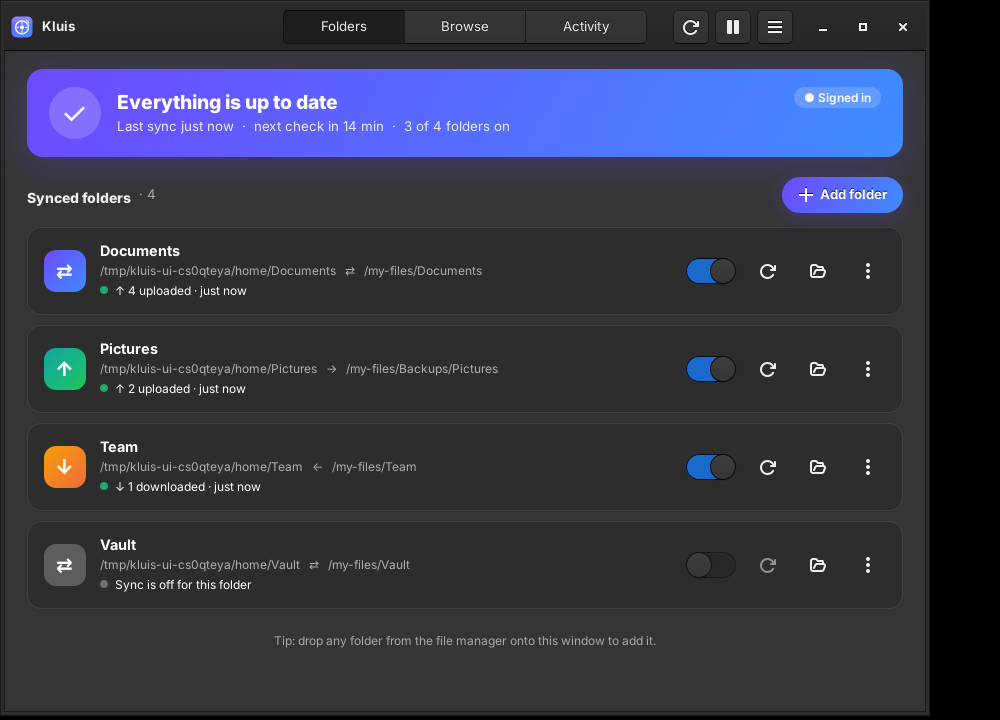 Kluis
Folders
Browse
Activity
Everything is up to date
Last sync just now · next check in 14 min · 3 of 4 folders on
Signed in
Synced folders · 4
Add folder
Documents
/tmp/kluis-ui-cs0qteya/home/Documents ⇄ /my-files/Documents
↑ 4 uploaded · just now
Pictures
/tmp/kluis-ui-cs0qteya/home/Pictures → /my-files/Backups/Pictures
↑ 2 uploaded · just now
Team
/tmp/kluis-ui-cs0qteya/home/Team ← /my-files/Team
↓ 1 downloaded · just now
Vault
/tmp/kluis-ui-cs0qteya/home/Vault ⇄ /my-files/Vault
Sync is off for this folder
Tip: drop any folder from the file manager onto this window to add it.